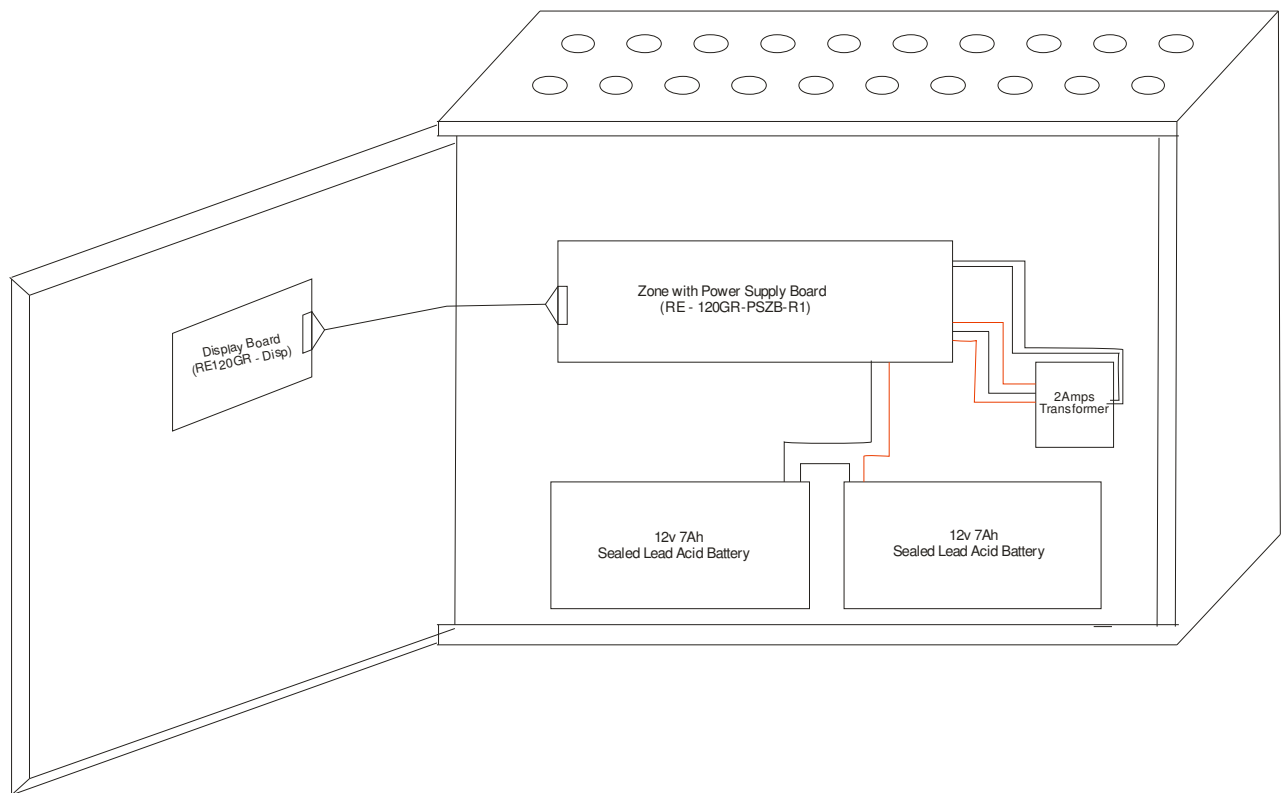 Zone with Power Supply Board
(RE - 120GR-PSZB-R1)
Display Board
(RE120GR - Disp)
2Amps
Transformer
12v 7Ah
Sealed Lead Acid Battery
12v 7Ah
Sealed Lead Acid Battery